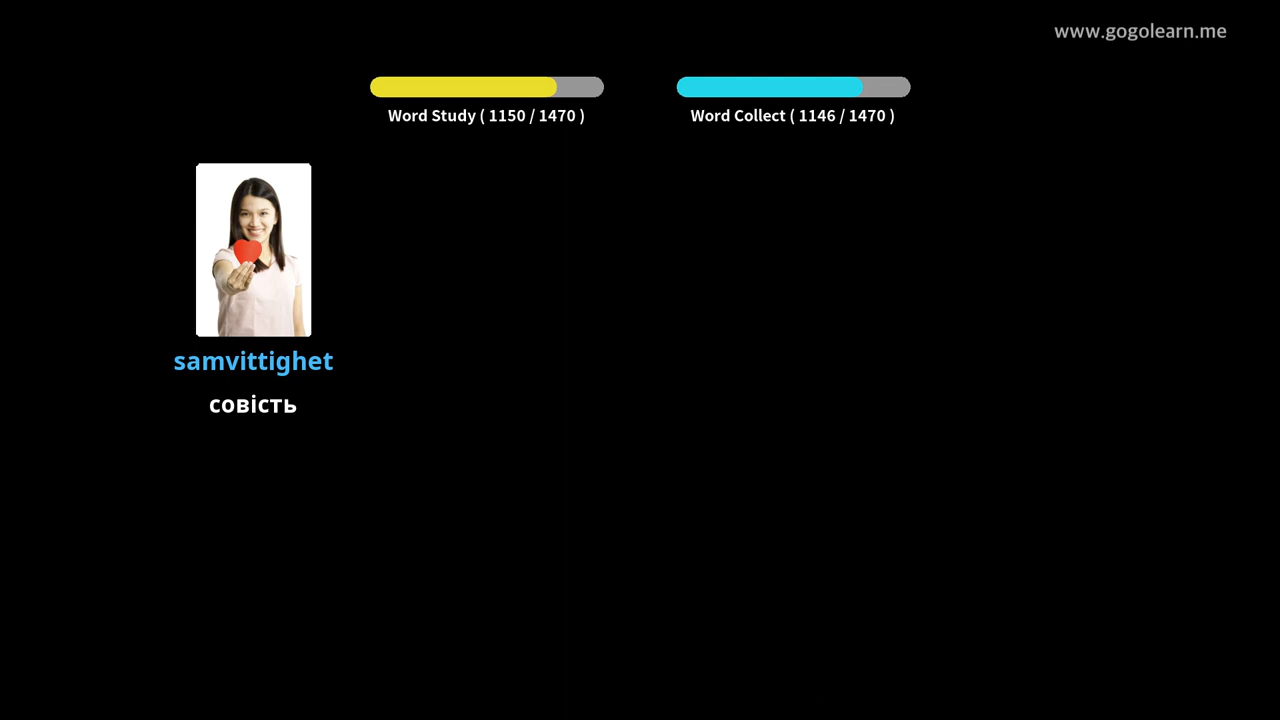 www.gogolearn.me
Word Study ( 1150 / 1470 )
Word Collect ( 1146 / 1470 )
samvittighet
совість